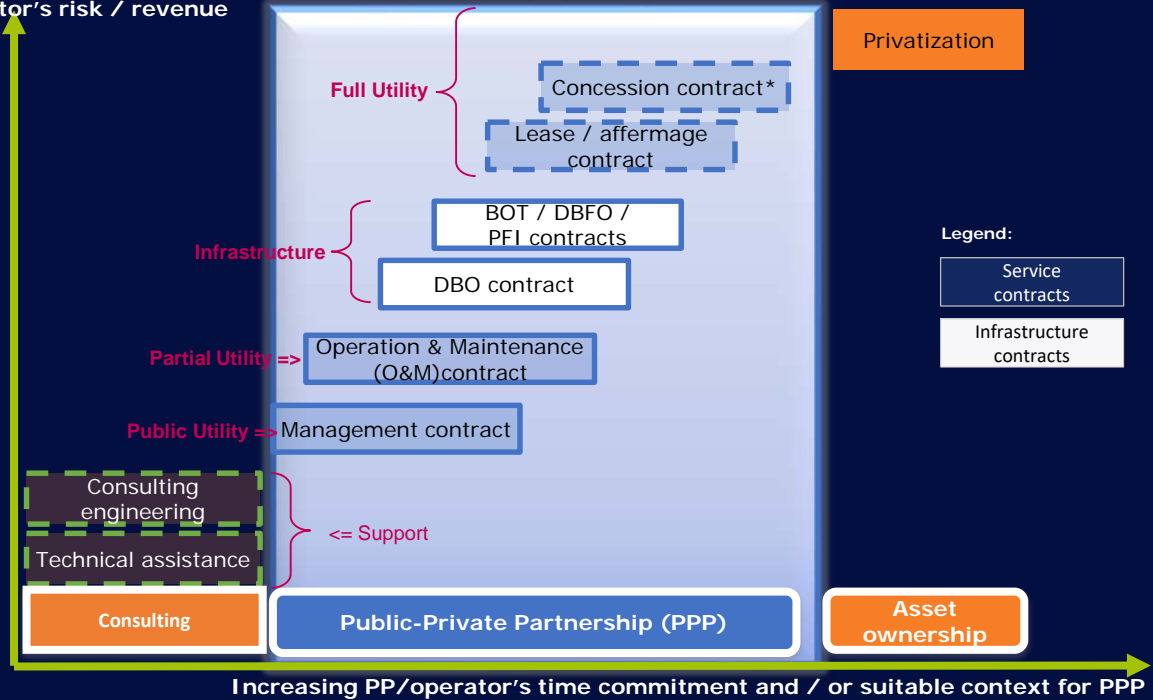 tor's risk / revenue
Privatization
Full Utility
Concession contract*
Lease / affermage
contract
BOT / DBFO /
PFI contracts
Infrastructure
DBO contract
Legend:
Service
contracts
Infrastructure
contracts
Partial Utility =>
Operation & Maintenance
(O&M)contract
Public Utility =>
Management contract
Consulting
engineering
<= Support
Technical assistance
Consulting
Public-Private Partnership (PPP)
Asset
ownership
Increasing PP/operator's time commitment and / or suitable context for PPP